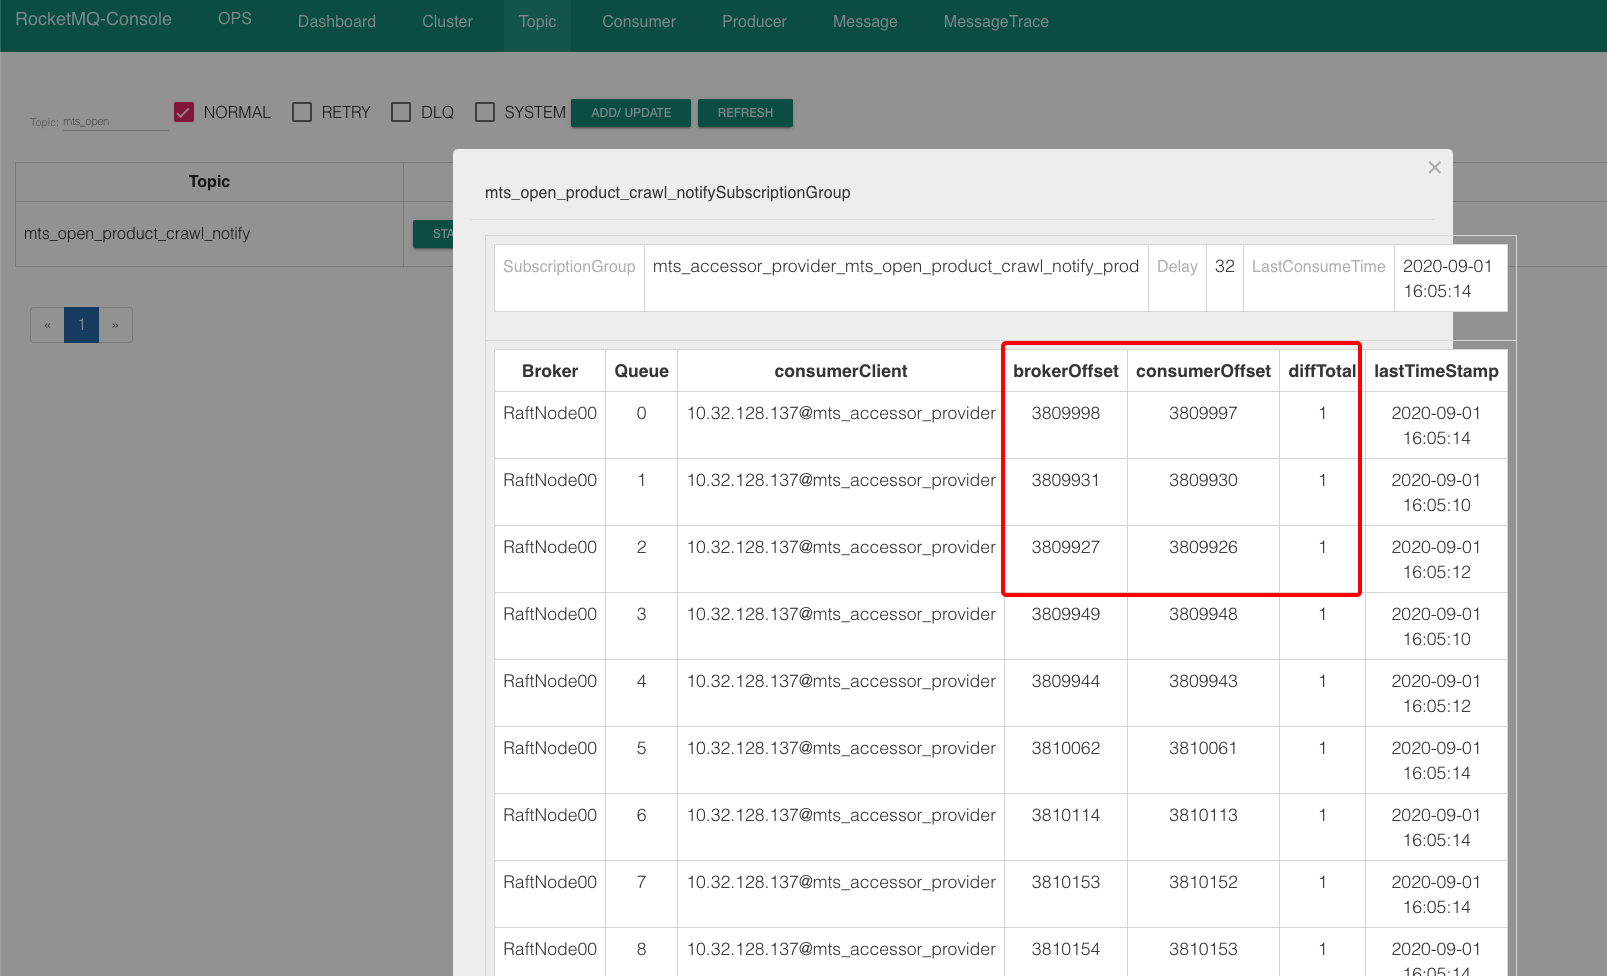 RocketMQ-Console OPS Dashboard Cluster Topic Consumer Producer Message MessageTrace
Topic: mts_open NORMAL RETRY DLQ SYSTEM ADD/ UPDATE REFRESH
Topic
mts_open_product_crawl_notify STA
« 1 »
×
mts_open_product_crawl_notifySubscriptionGroup
SubscriptionGroup mts_accessor_provider_mts_open_product_crawl_notify_prod Delay 32 LastConsumeTime 2020-09-01
16:05:14
Broker Queue consumerClient brokerOffset consumerOffset diffTotal lastTimeStamp
RaftNode00 0 10.32.128.137@mts_accessor_provider 3809998 3809997 1 2020-09-01
16:05:14
RaftNode00 1 10.32.128.137@mts_accessor_provider 3809931 3809930 1 2020-09-01
16:05:10
RaftNode00 2 10.32.128.137@mts_accessor_provider 3809927 3809926 1 2020-09-01
16:05:12
RaftNode00 3 10.32.128.137@mts_accessor_provider 3809949 3809948 1 2020-09-01
16:05:10
RaftNode00 4 10.32.128.137@mts_accessor_provider 3809944 3809943 1 2020-09-01
16:05:12
RaftNode00 5 10.32.128.137@mts_accessor_provider 3810062 3810061 1 2020-09-01
16:05:14
RaftNode00 6 10.32.128.137@mts_accessor_provider 3810114 3810113 1 2020-09-01
16:05:14
RaftNode00 7 10.32.128.137@mts_accessor_provider 3810153 3810152 1 2020-09-01
16:05:14
RaftNode00 8 10.32.128.137@mts_accessor_provider 3810154 3810153 1 2020-09-01
16:05:14